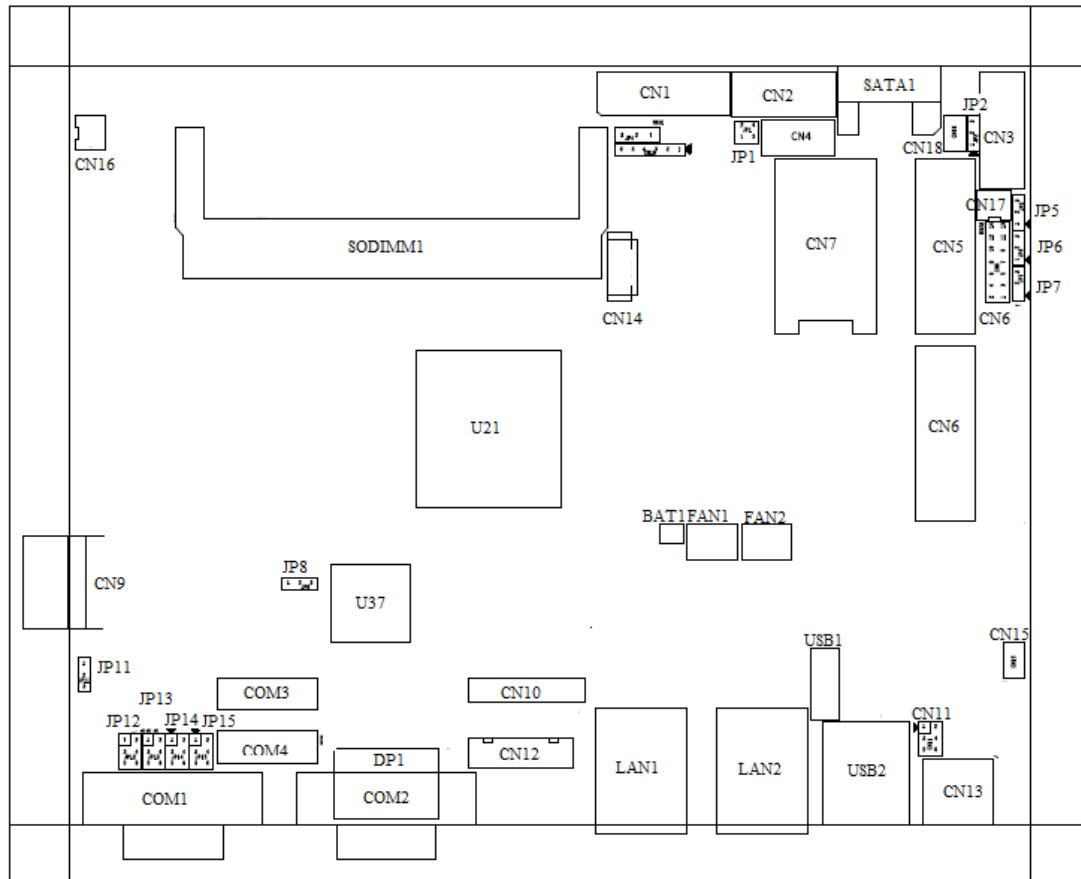 SATA1
CN1
CN2
JP2
CN3
CN4
CN18
JP1
CN16
CN17
JP5
SODIMM1
CN7
CN5
JP6
JP7
CN14
CN6
U21
CN6
BAT1
FAN1
FAN2
JP8
CN9
U37
CN15
USB1
JP11
COM3
CN10
JP13
JP12
JP14
JP15
CN11
COM4
CN12
DP1
LAN1
LAN2
USB2
COM1
COM2
CN13